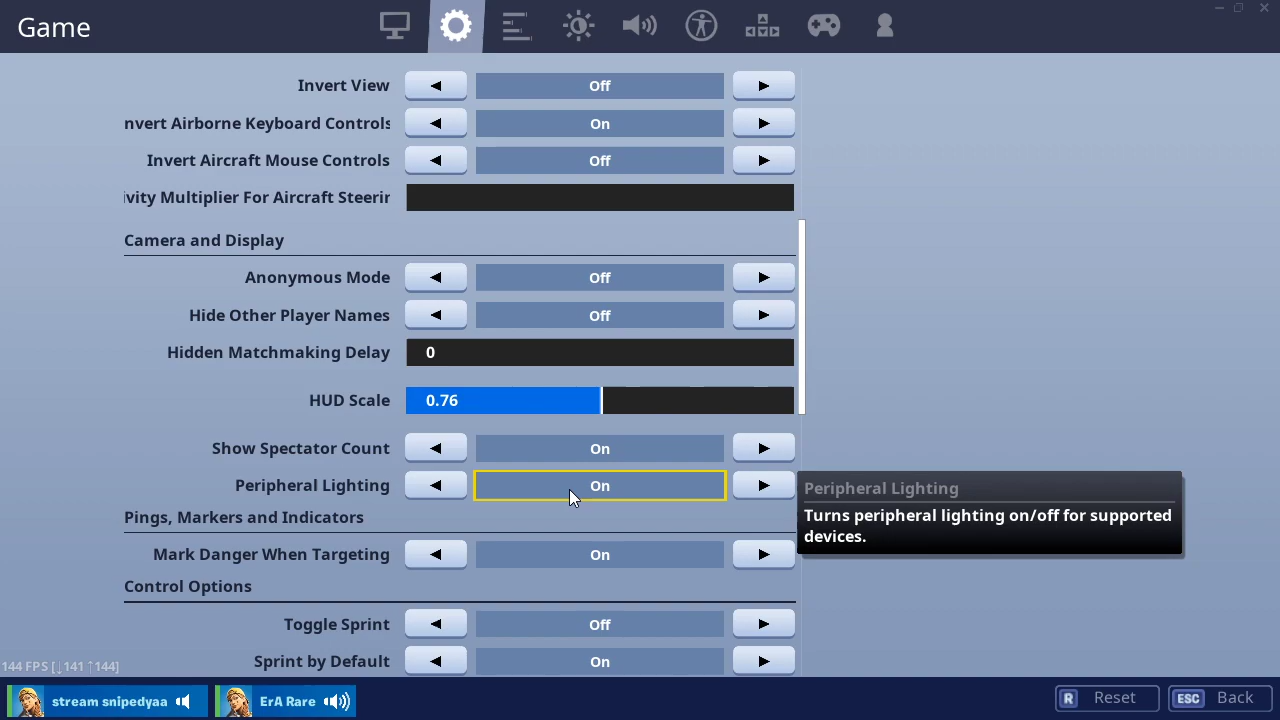 Game
Invert View
Off
nvert Airborne Keyboard Controls
On
Invert Aircraft Mouse Controls
Off
ivity Multiplier For Aircraft Steerin
Camera and Display
Anonymous Mode
Off
Hide Other Player Names
Off
Hidden Matchmaking Delay
0
HUD Scale
0.76
Show Spectator Count
On
Peripheral Lighting
On
Peripheral Lighting
Turns peripheral lighting on/off for supported
devices.
Pings, Markers and Indicators
Mark Danger When Targeting
On
Control Options
Toggle Sprint
Off
Sprint by Default
On
144 FPS [↓141 ↑144]
stream snipedyaa
ErA Rare
R Reset
ESC Back